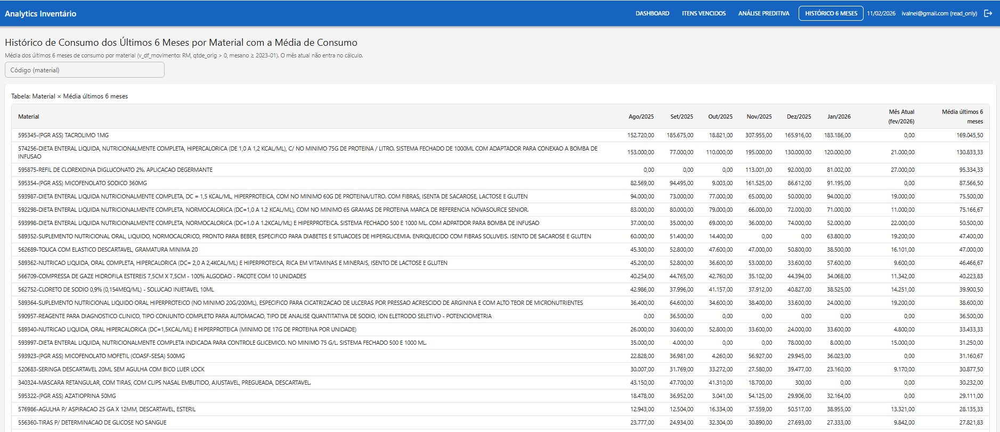 Analytics Inventário
DASHBOARD ITENS VENCIDOS ANÁLISE PREDITIVA HISTÓRICO 6 MESES 11/02/2026 ivalnei@gmail.com (read_only)
Histórico de Consumo dos Últimos 6 Meses por Material com a Média de Consumo
Média dos últimos 6 meses de consumo por material (v_df_movimento: RM, qtde_orig > 0, mesano ≥ 2023-01). O mês atual não entra no cálculo.
Código (material)
Tabela: Material × Média últimos 6 meses
Material Ago/2025 Set/2025 Out/2025 Nov/2025 Dez/2025 Jan/2026 Mês Atual (fev/2026) Média últimos 6 meses
595345-(PGR ASS) TACROLIMO 1MG 152.720,00 185.675,00 18.821,00 307.955,00 165.916,00 183.186,00 0,00 169.045,50
574256-DIETA ENTERAL LIQUIDA, NUTRICIONALMENTE COMPLETA, HIPERCALORICA (DE 1,0 A 1,2 KCAL/ML), C/ NO MINIMO 75G DE PROTEINA / LITRO. SISTEMA FECHADO DE 1000ML COM ADAPTADOR PARA CONEXAO A BOMBA DE
INFUSAO 153.000,00 77.000,00 110.000,00 195.000,00 130.000,00 120.000,00 21.000,00 130.833,33
595875-REFIL DE CLOREXIDINA DIGLUCONATO 2%. APLICACAO DEGERMANTE 0,00 0,00 0,00 113.001,00 92.000,00 81.002,00 27.000,00 95.334,33
595354-(PGR ASS) MICOFENOLATO SODICO 360MG 82.569,00 94.495,00 9.003,00 161.525,00 86.612,00 91.195,00 0,00 87.566,50
593987-DIETA ENTERAL LIQUIDA NUTRICIONALMENTE COMPLETA, DC = 1,5 KCAL/ML, HIPERPROTEICA, COM NO MINIMO 60G DE PROTEINA/LITRO. COM FIBRAS, ISENTA DE SACAROSE, LACTOSE E GLUTEN 94.000,00 73.000,00 77.000,00 65.000,00 50.000,00 94.000,00 19.000,00 75.500,00
592298-DIETA ENTERAL LIQUIDA NUTRICIONALMENTE COMPLETA, NORMOCALORICA (DC=1,0 A 1.2 KCAL/ML), COM NO MINIMO 65 GRAMAS DE PROTEINA MARCA DE REFERENCIA NOVASOURCE SENIOR. 83.000,00 80.000,00 79.000,00 66.000,00 72.000,00 71.000,00 11.000,00 75.166,67
593998-DIETA ENTERAL LIQUIDA NUTRICIONALMENTE COMPLETA, NORMOCALORICA (DC=1.0 A 1.2KCAL/ML) E HIPERPROTEICA. SISTEMA FECHADO 500 E 1000 ML. COM ADPATDOR PARA BOMBA DE INFUSAO 37.000,00 35.000,00 69.000,00 36.000,00 74.000,00 52.000,00 22.000,00 50.500,00
589352-SUPLEMENTO NUTRICIONAL ORAL, LIQUIDO, NORMOCALORICO, PRONTO PARA BEBER, ESPECIFICO PARA DIABETES E SITUACOES DE HIPERGLICEMIA. ENRIQUECIDO COM FIBRAS SOLUVEIS. ISENTO DE SACAROSE E GLUTEN 60.000,00 51.400,00 14.400,00 0,00 0,00 63.800,00 19.200,00 47.400,00
562689-TOUCA COM ELASTICO DESCARTAVEL, GRAMATURA MINIMA 20 45.300,00 52.800,00 47.600,00 47.000,00 50.800,00 38.500,00 16.101,00 47.000,00
589362-NUTRICAO LIQUIDA, ORAL COMPLETA, HIPERCALORICA (DC= 2,0 A 2,4KCAL/ML) E HIPERPROTEICA, RICA EM VITAMINAS E MINERAIS, ISENTO DE LACTOSE E GLUTEN 45.200,00 52.800,00 36.600,00 53.000,00 33.600,00 57.600,00 9.600,00 46.466,67
566709-COMPRESSA DE GAZE HIDROFILA ESTEREIS 7,5CM X 7,5CM - 100% ALGODAO - PACOTE COM 10 UNIDADES 40.254,00 44.765,00 42.760,00 35.102,00 44.394,00 34.068,00 11.342,00 40.223,83
562752-CLORETO DE SODIO 0,9% (0,154MEQ/ML) - SOLUCAO INJETAVEL 10ML 42.986,00 37.996,00 41.157,00 37.912,00 40.827,00 38.525,00 14.251,00 39.900,50
589364-SUPLEMENTO NUTRICIONAL LIQUIDO ORAL HIPERPROTEICO (NO MINIMO 20G/200ML), ESPECIFICO PARA CICATRIZACAO DE ULCERAS POR PRESSAO ACRESCIDO DE ARGININA E COM ALTO TEOR DE MICRONUTRIENTES 36.400,00 64.600,00 34.600,00 38.400,00 33.600,00 24.000,00 19.200,00 38.600,00
590957-REAGENTE PARA DIAGNOSTICO CLINICO, TIPO CONJUNTO COMPLETO PARA AUTOMACAO, TIPO DE ANALISE QUANTITATIVA DE SODIO, ION ELETRODO SELETIVO - POTENCIOMETRIA 0,00 36.500,00 0,00 0,00 0,00 0,00 0,00 36.500,00
589340-NUTRICAO LIQUIDA, ORAL HIPERCALORICA (DC=1,5KCAL/ML) E HIPERPROTEICA (MINIMO DE 17G DE PROTEINA POR UNIDADE) 26.000,00 30.600,00 52.800,00 33.600,00 24.000,00 33.600,00 4.800,00 33.433,33
593997-DIETA ENTERAL LIQUIDA, NUTRICIONALMENTE COMPLETA INDICADA PARA CONTROLE GLICEMICO. NO MINIMO 75 G/L. SISTEMA FECHADO 500 E 1000 ML. 35.000,00 4.000,00 0,00 0,00 78.000,00 8.000,00 15.000,00 31.250,00
593923-(PGR ASS) MICOFENOLATO MOFETIL (COASF-SESA) 500MG 22.828,00 36.981,00 4.260,00 56.927,00 29.945,00 36.023,00 0,00 31.160,67
520683-SERINGA DESCARTAVEL 20ML SEM AGULHA COM BICO LUER LOCK 30.007,00 31.769,00 33.272,00 27.580,00 39.477,00 23.160,00 9.170,00 30.877,50
340324-MASCARA RETANGULAR, COM TIRAS, COM CLIPS NASAL EMBUTIDO, AJUSTAVEL, PREGUEADA, DESCARTAVEL. 43.150,00 47.700,00 41.310,00 18.700,00 300,00 0,00 0,00 30.232,00
595322-(PGR ASS) AZATIOPRINA 50MG 18.478,00 36.952,00 3.041,00 54.125,00 29.906,00 32.164,00 0,00 29.111,00
576986-AGULHA P/ ASPIRACAO 25 GA X 12MM, DESCARTAVEL, ESTERIL 12.943,00 12.504,00 16.334,00 37.559,00 50.517,00 38.955,00 13.321,00 28.135,33
556360-TIRAS P/ DETERMINACAO DE GLICOSE NO SANGUE 23.777,00 24.934,00 32.304,00 30.890,00 27.693,00 27.333,00 9.842,00 27.821,83